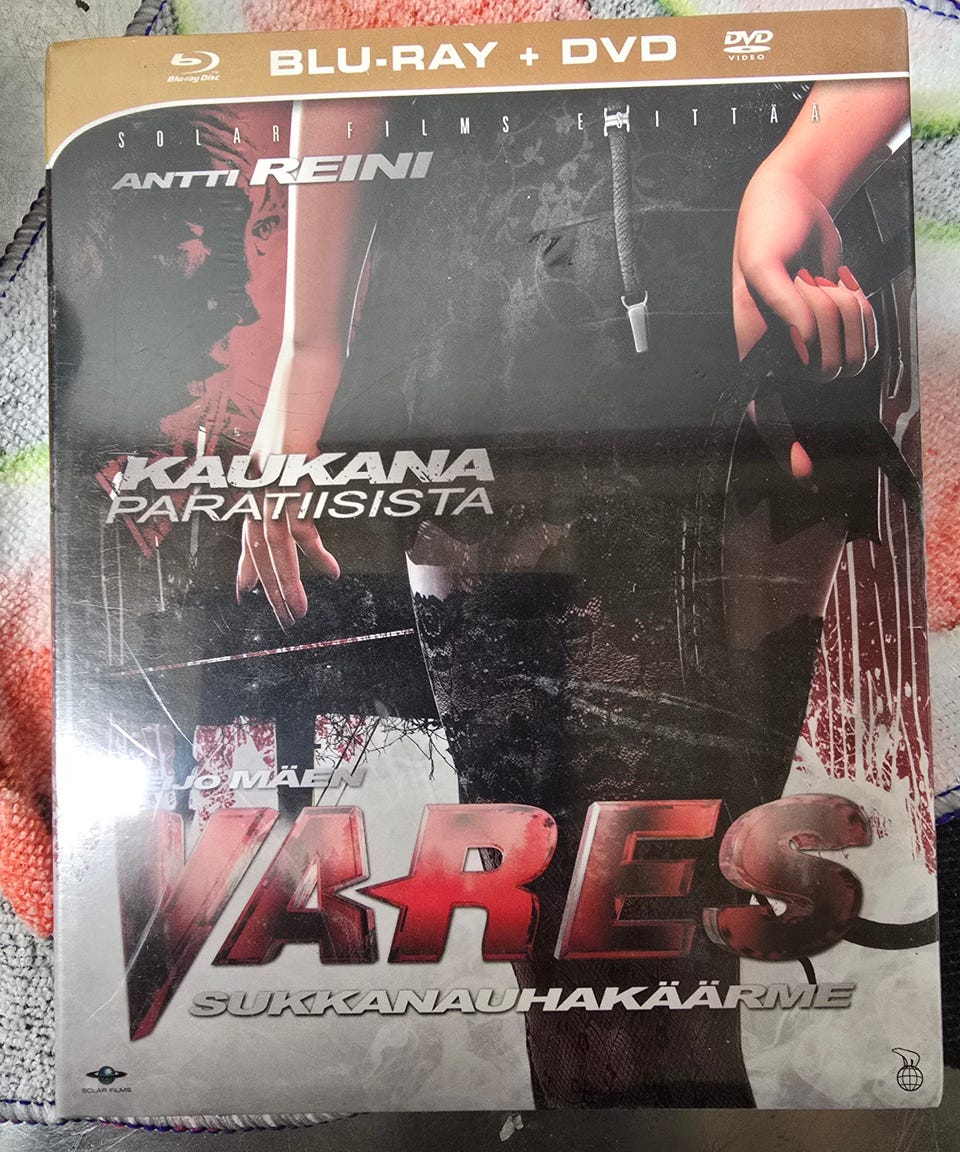 BLU-RAY + DVD
Blu-ray Disc
DVD
VIDEO
SOLAR FILMS ESITTÄÄ
ANTTI REINI
KAUKANA
PARATIISISTA
MÄEN
VARES
SUKKANAUHAKÄÄRME
SOLAR FILMS